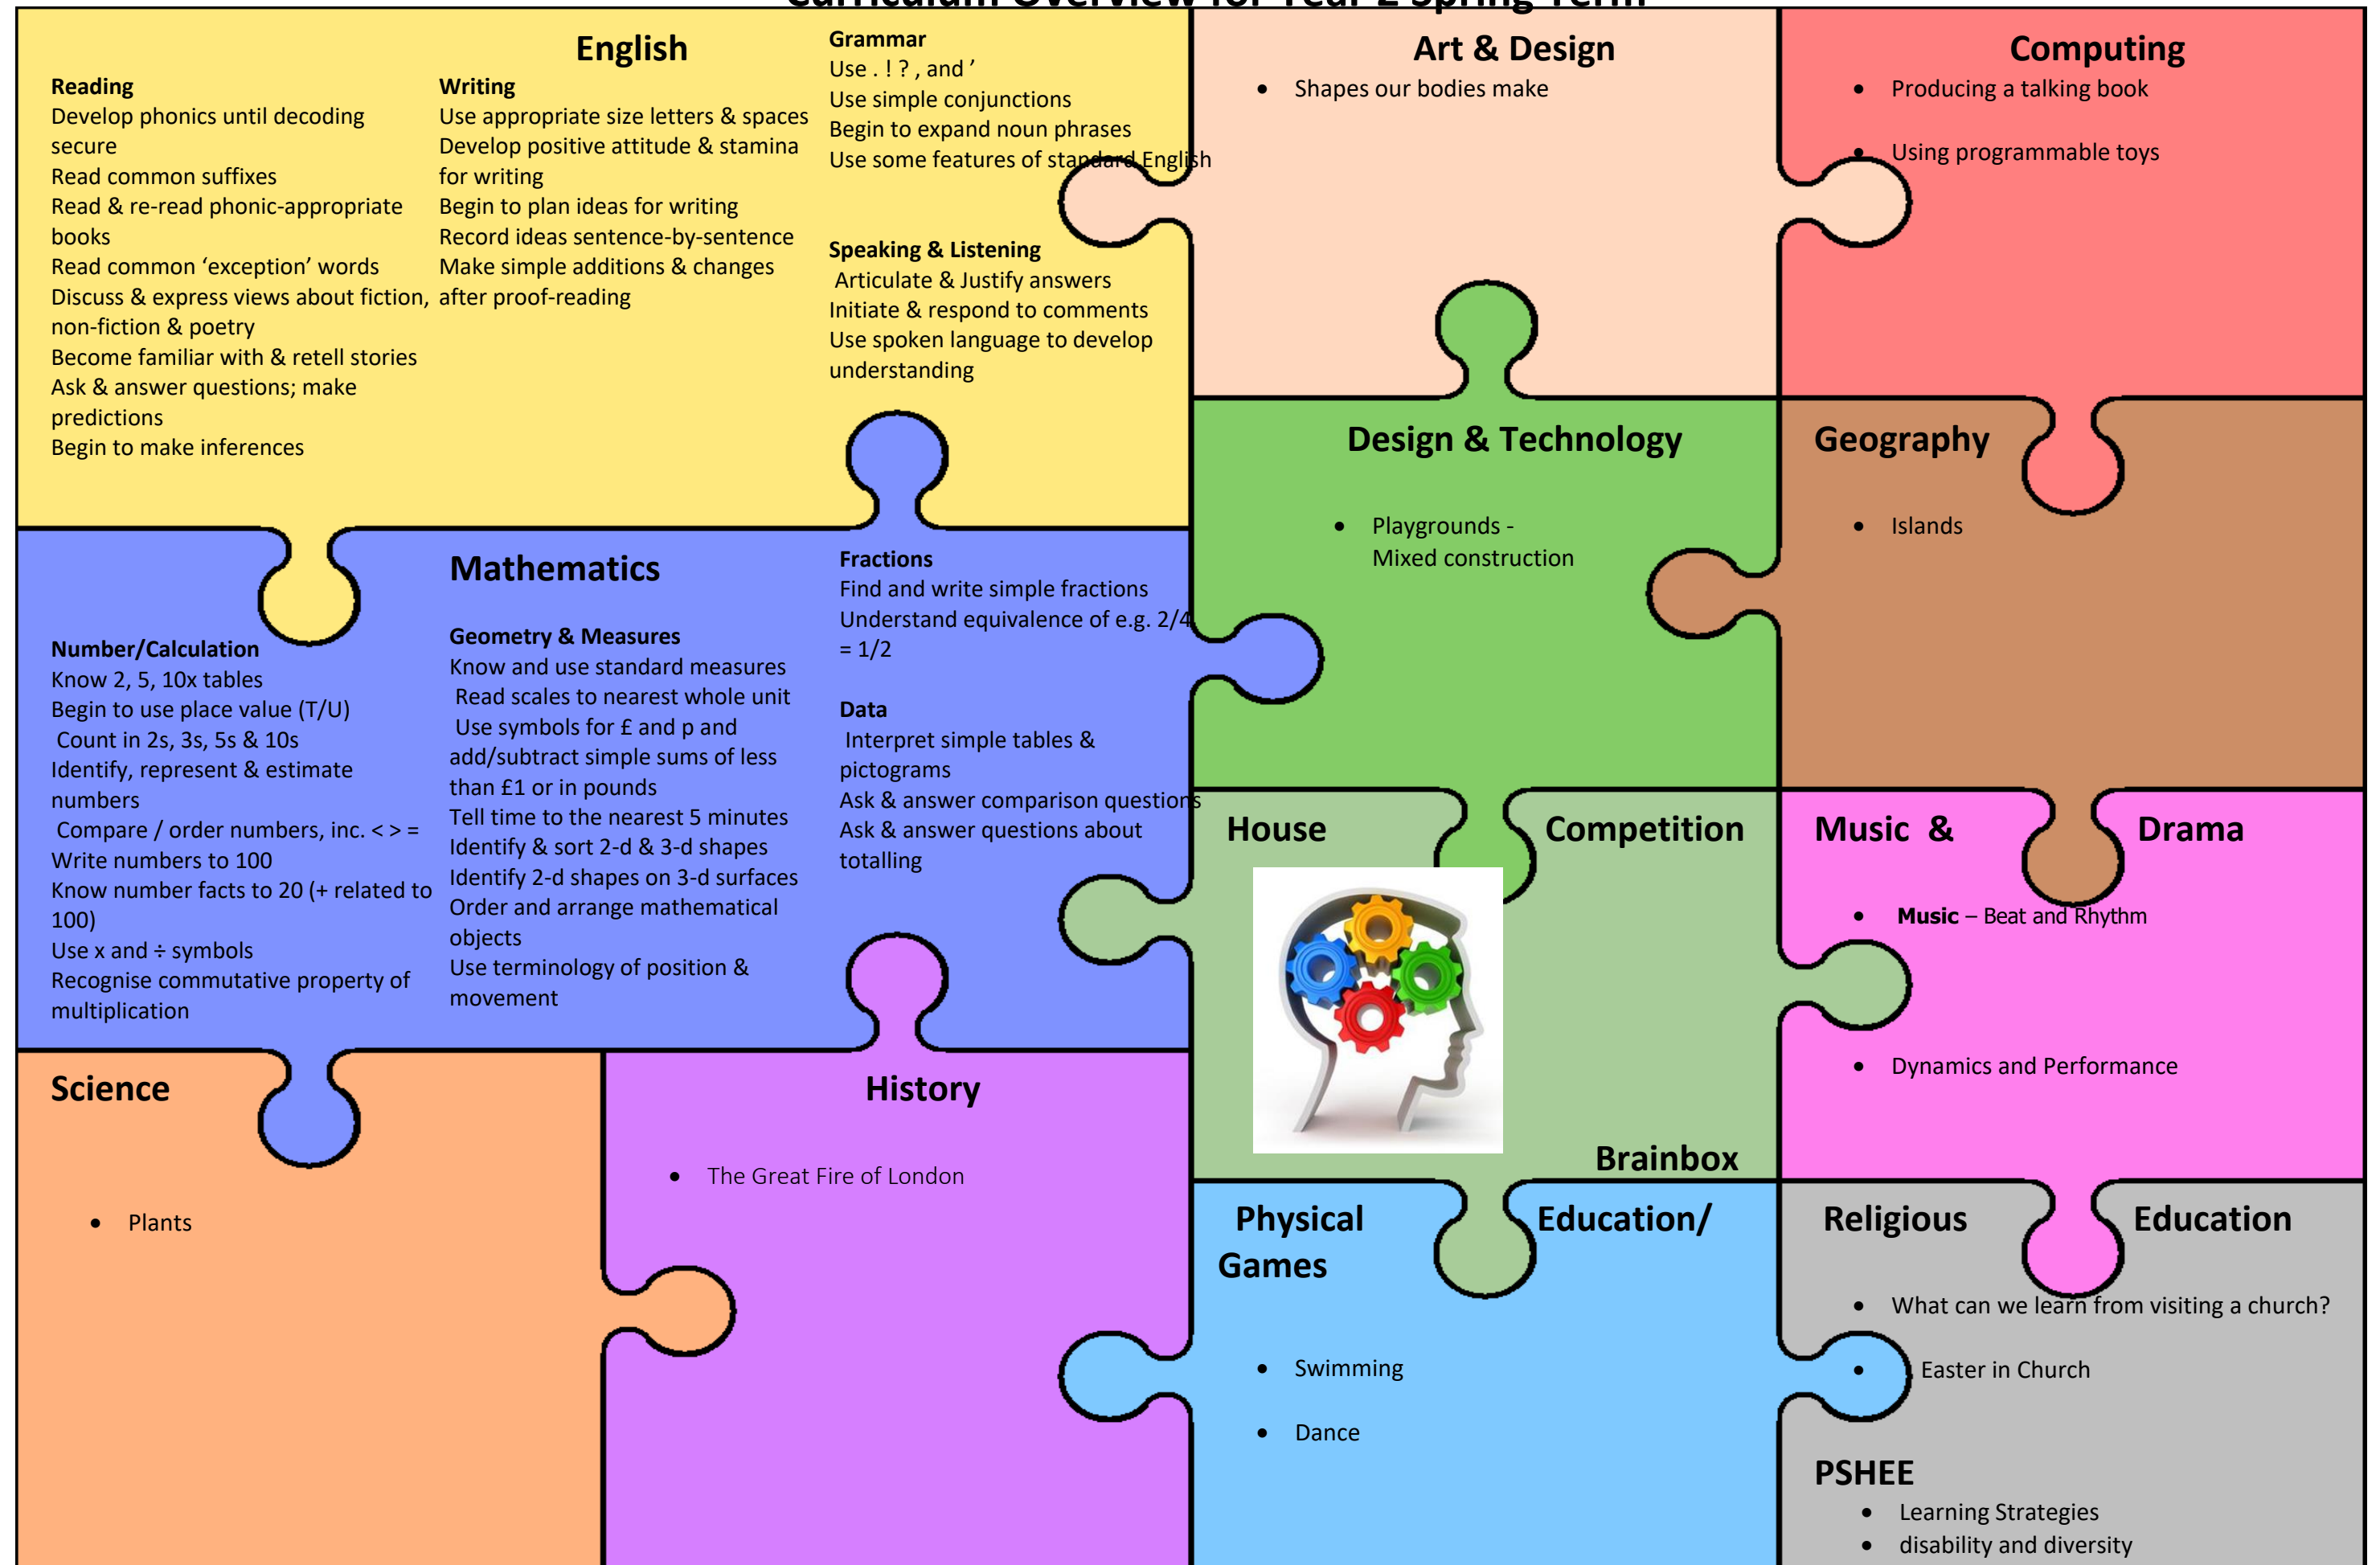 Curriculum Overview for Year 2 Spring Term
English
Reading
Develop phonics until decoding
secure
Read common suffixes
Read & re-read phonic-appropriate
books
Read common ‘exception’ words
Discuss & express views about fiction,
non-fiction & poetry
Become familiar with & retell stories
Ask & answer questions; make
predictions
Begin to make inferences
Writing
Use appropriate size letters & spaces
Develop positive attitude & stamina
for writing
Begin to plan ideas for writing
Record ideas sentence-by-sentence
Make simple additions & changes
after proof-reading
Grammar
Use . ! ? , and ’
Use simple conjunctions
Begin to expand noun phrases
Use some features of standard English
Speaking & Listening
Articulate & Justify answers
Initiate & respond to comments
Use spoken language to develop
understanding
Art & Design
• Shapes our bodies make
Computing
• Producing a talking book
• Using programmable toys
Mathematics
Number/Calculation
Know 2, 5, 10x tables
Begin to use place value (T/U)
Count in 2s, 3s, 5s & 10s
Identify, represent & estimate
numbers
Compare / order numbers, inc. < > =
Write numbers to 100
Know number facts to 20 (+ related to
100)
Use x and ÷ symbols
Recognise commutative property of
multiplication
Geometry & Measures
Know and use standard measures
Read scales to nearest whole unit
Use symbols for £ and p and
add/subtract simple sums of less
than £1 or in pounds
Tell time to the nearest 5 minutes
Identify & sort 2-d & 3-d shapes
Identify 2-d shapes on 3-d surfaces
Order and arrange mathematical
objects
Use terminology of position &
movement
Fractions
Find and write simple fractions
Understand equivalence of e.g. 2/4
= 1/2
Data
Interpret simple tables &
pictograms
Ask & answer comparison questions
Ask & answer questions about
totalling
Design & Technology
• Playgrounds -
Mixed construction
Geography
• Islands
House Competition
Brainbox
Music & Drama
• Music – Beat and Rhythm
• Dynamics and Performance
Science
• Plants
History
• The Great Fire of London
Physical Education/
Games
• Swimming
• Dance
Religious Education
• What can we learn from visiting a church?
• Easter in Church
PSHEE
• Learning Strategies
• disability and diversity